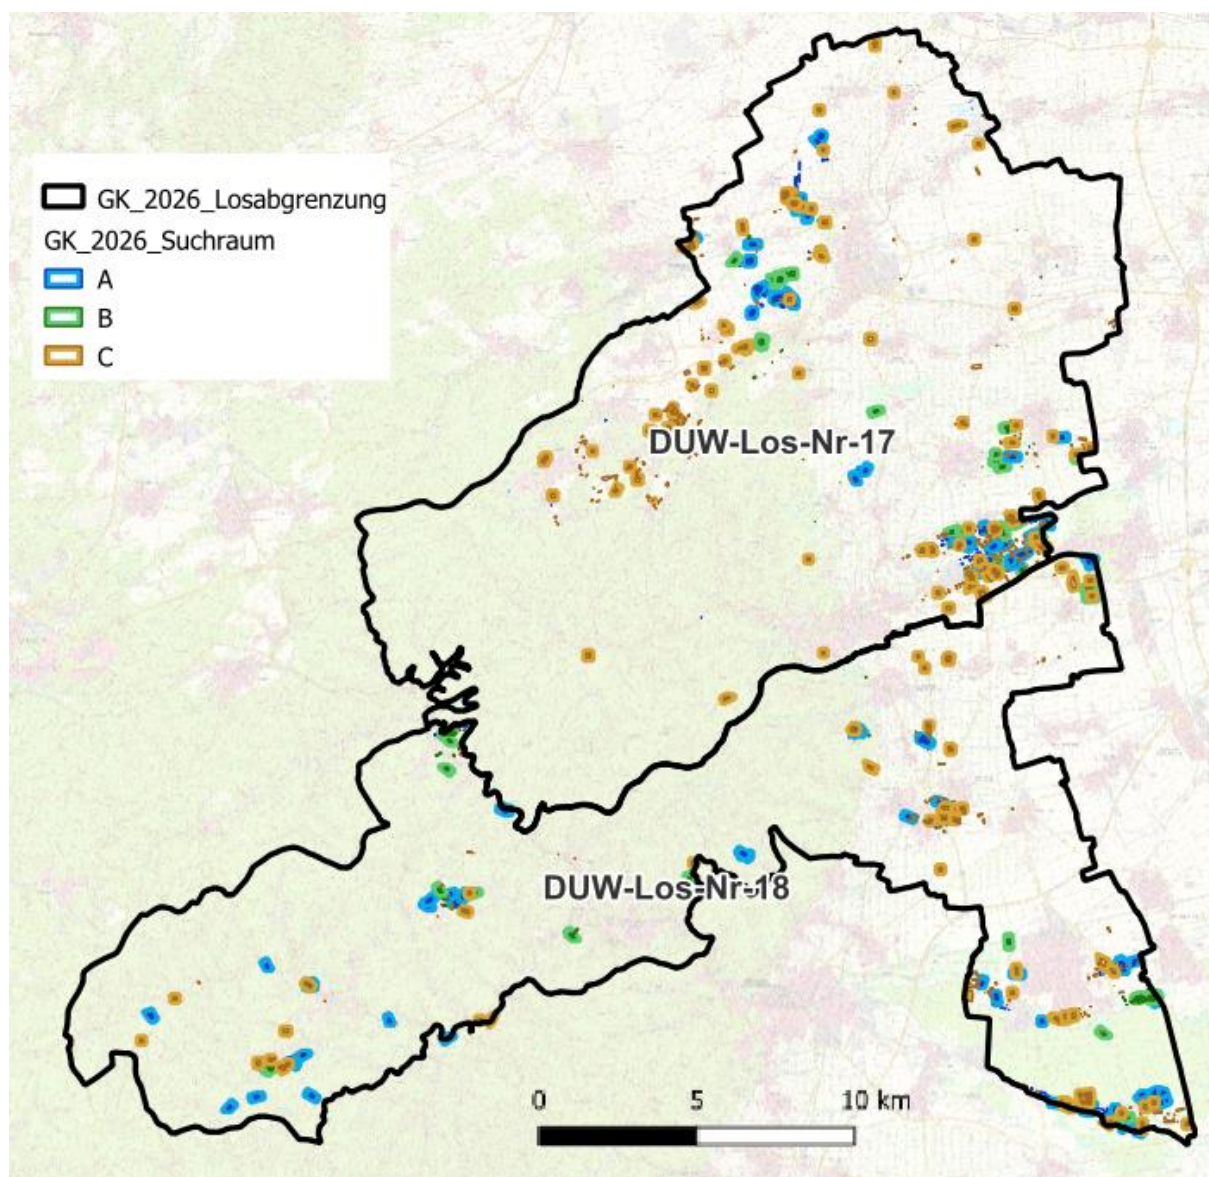 GK_2026_Losabgrenzung
GK_2026_Suchraum
A
B
C
DUW-Los-Nr-17
DUW-Los-Nr-18
0 5 10 km